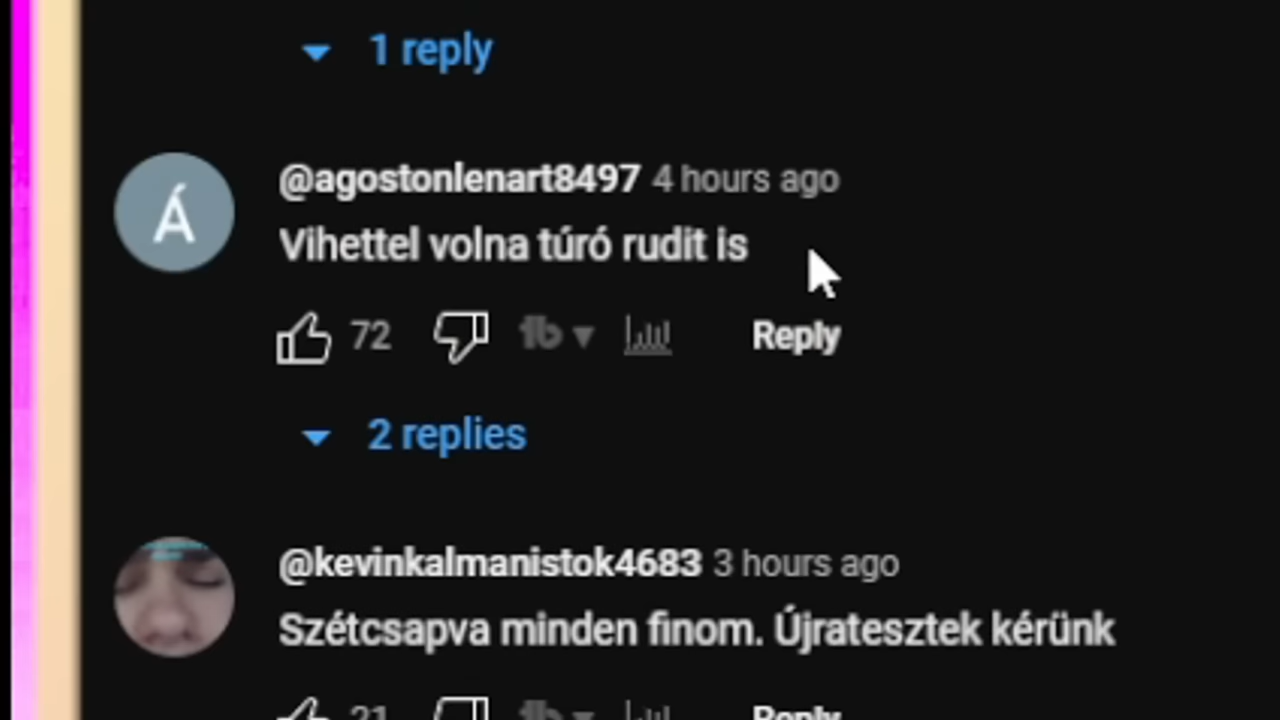 1 reply
Á
@agostonlenart8497 4 hours ago
Vihettel volna túró rudit is
72 Reply
2 replies
@kevinkalmanistok4683 3 hours ago
Szétcsapva minden finom. Újratesztek kérünk
21 Reply